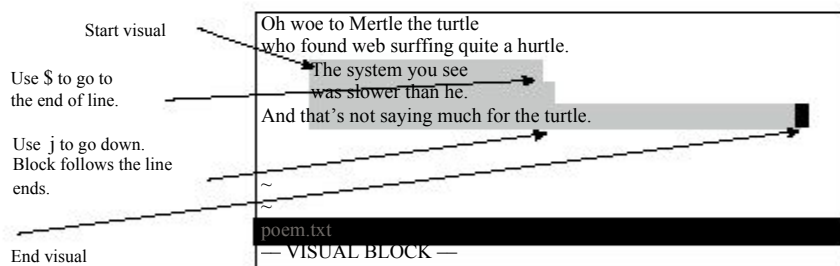 Start visual
Use $ to go to
the end of line.
Use j to go down.
Block follows the line
ends.
End visual
Oh woe to Mertle the turtle
who found web surffing quite a hurtle.
The system you see
was slower than he.
And that’s not saying much for the turtle.
~
~
poem.txt
— VISUAL BLOCK —